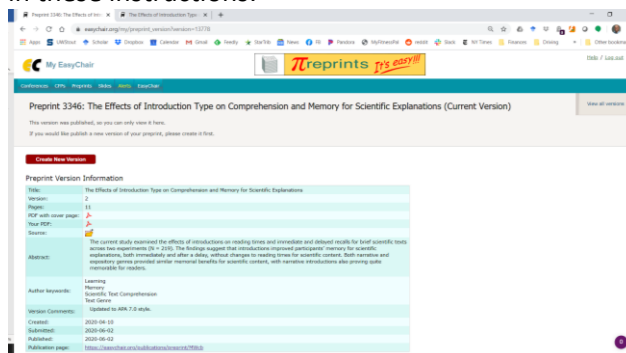 in these instructions.
Preprint 3346: The Effects of Intro
The Effects of Introduction Type
easychair.org/my/preprint_version?version=13778
Apps
UWStout
Scholar
Dropbox
Calendar
Gmail
Feedly
StarTrib
News
FB
Pandora
MyFitnessPal
reddit
Slack
NY Times
Finances
Dining
Other bookma
My EasyChair
πreprints It's easy!!!
Help / Log out
Conferences CFPs Preprints Slides Alerts EasyChair
Preprint 3346: The Effects of Introduction Type on Comprehension and Memory for Scientific Explanations (Current Version)
View all versions
This version was published, so you can only view it here.
If you would like publish a new version of your preprint, please create it first.
Create New Version
Preprint Version Information
Title: The Effects of Introduction Type on Comprehension and Memory for Scientific Explanations
Version: 2
Pages: 11
PDF with cover page:
Your PDF:
Source:
Abstract: The current study examined the effects of introductions on reading times and immediate and delayed recalls for brief scientific texts
across two experiments (N = 219). The findings suggest that introductions improved participants' memory for scientific
explanations, both immediately and after a delay, without changes to reading times for scientific content. Both narrative and
expository genres provided similar memorial benefits for scientific content, with narrative introductions also proving quite
memorable for readers.
Author keywords: Learning
Memory
Scientific Text Comprehension
Text Genre
Version Comments: Updated to APA 7.0 style.
Created: 2020-04-10
Submitted: 2020-06-02
Published: 2020-06-02
Publication page: https://easychair.org/publications/preprint/